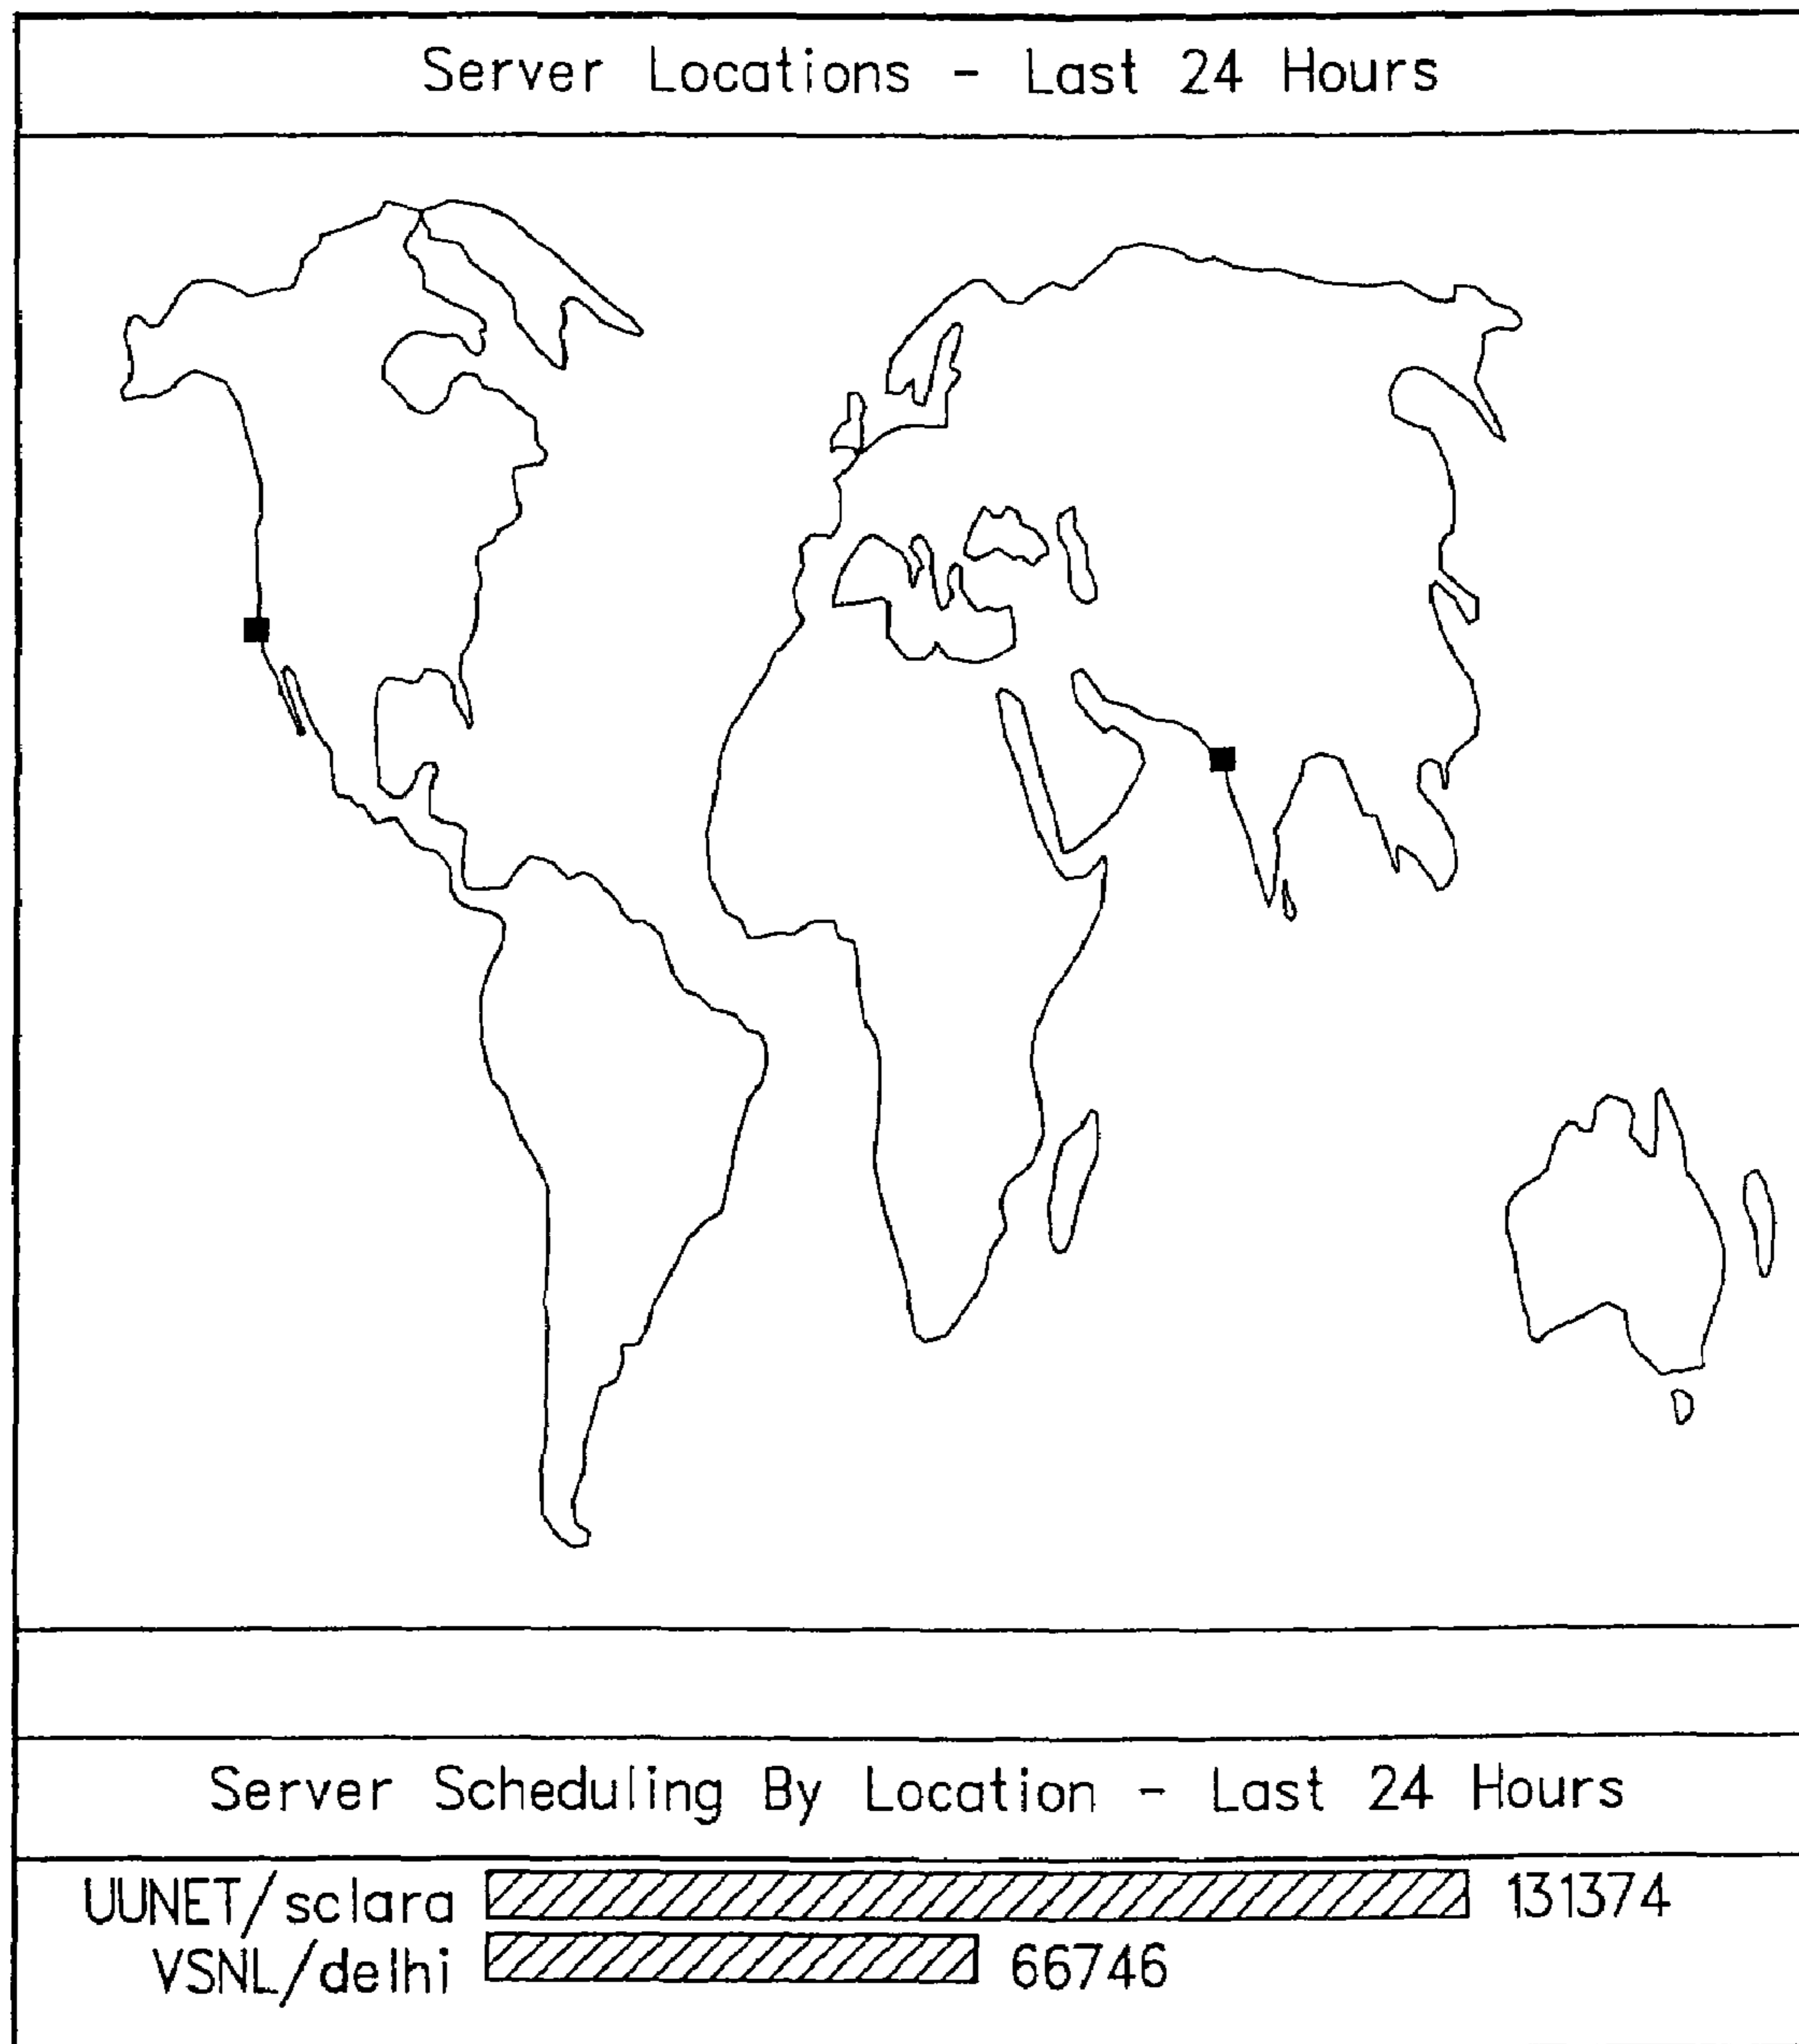 Server Locations - Last 24 Hours
Server Scheduling By Location - Last 24 Hours
UUNET/sclara 131374
VSNL/delhi 66746